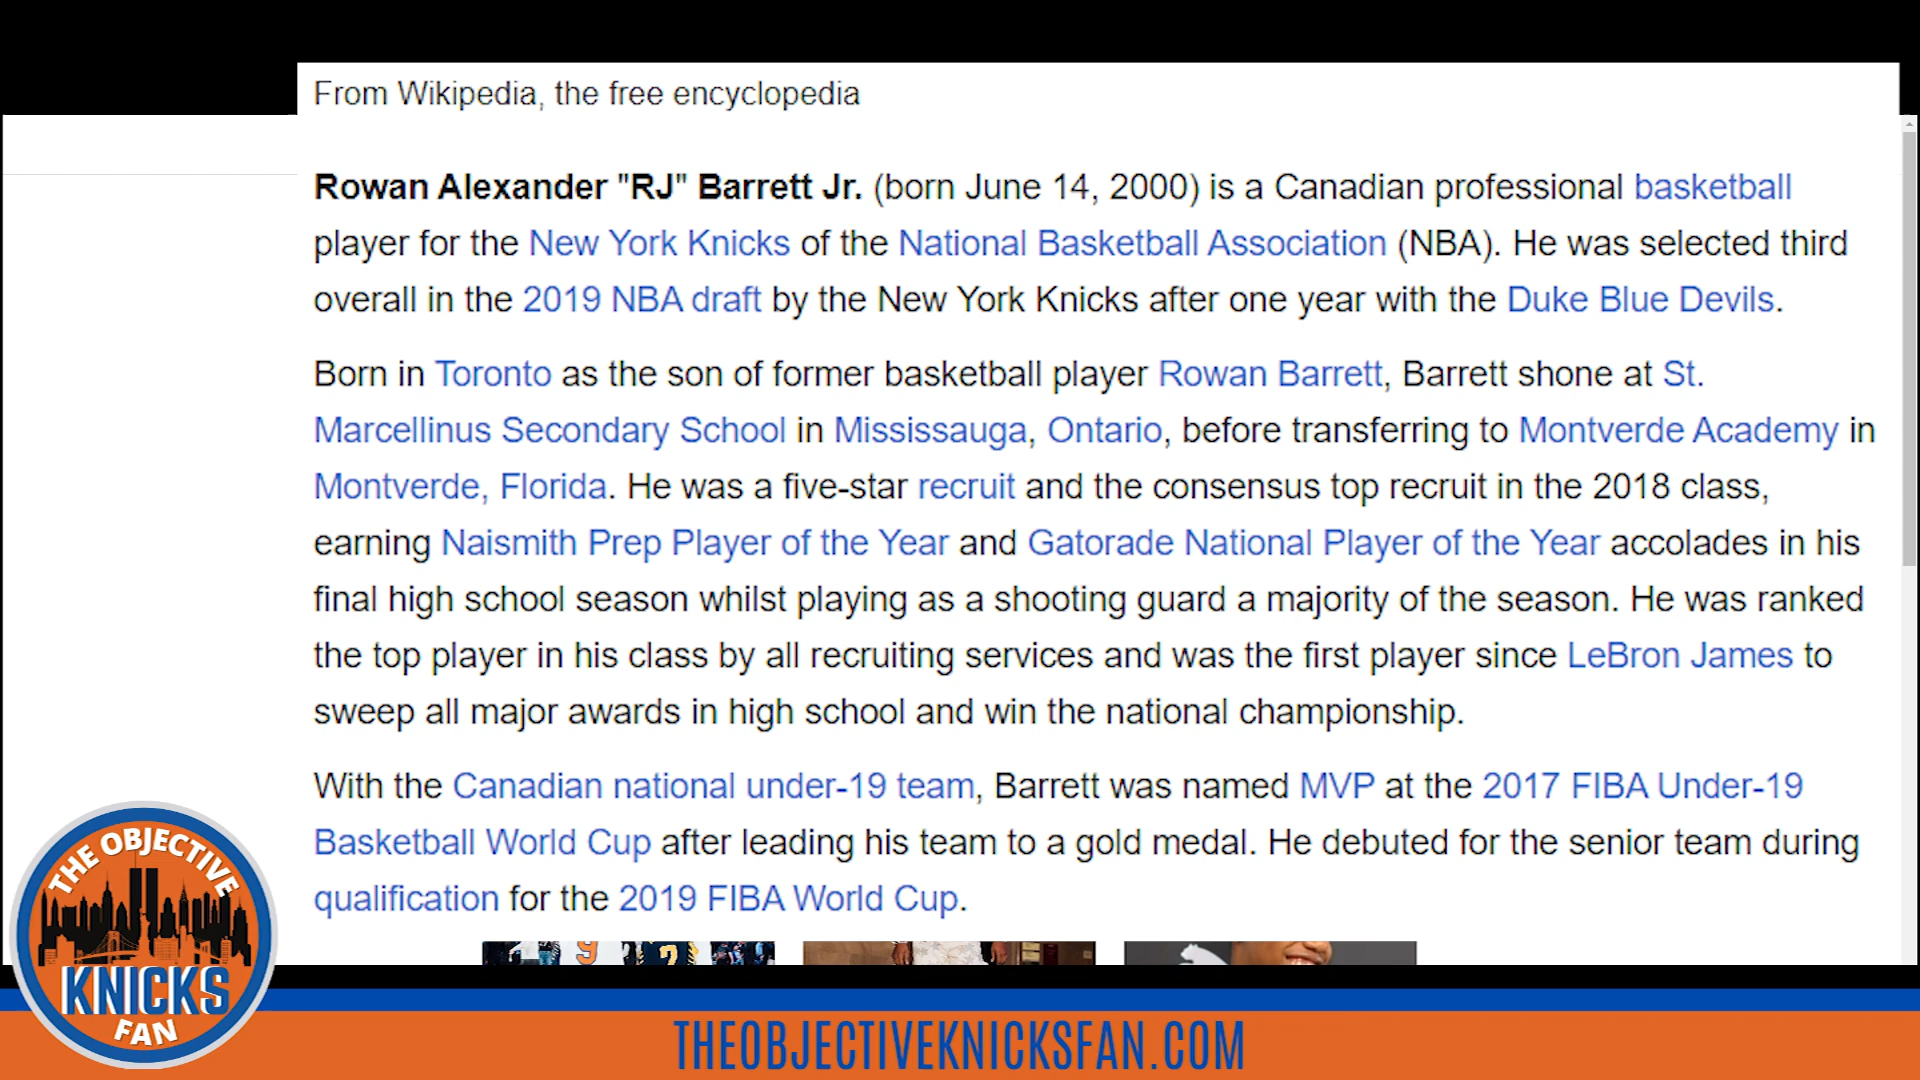 From Wikipedia, the free encyclopedia
Rowan Alexander "RJ" Barrett Jr. (born June 14, 2000) is a Canadian professional basketball
player for the New York Knicks of the National Basketball Association (NBA). He was selected third
overall in the 2019 NBA draft by the New York Knicks after one year with the Duke Blue Devils.
Born in Toronto as the son of former basketball player Rowan Barrett, Barrett shone at St.
Marcellinus Secondary School in Mississauga, Ontario, before transferring to Montverde Academy in
Montverde, Florida. He was a five-star recruit and the consensus top recruit in the 2018 class,
earning Naismith Prep Player of the Year and Gatorade National Player of the Year accolades in his
final high school season whilst playing as a shooting guard a majority of the season. He was ranked
the top player in his class by all recruiting services and was the first player since LeBron James to
sweep all major awards in high school and win the national championship.
With the Canadian national under-19 team, Barrett was named MVP at the 2017 FIBA Under-19
Basketball World Cup after leading his team to a gold medal. He debuted for the senior team during
qualification for the 2019 FIBA World Cup.
9 7
THE OBJECTIVE
KNICKS
FAN
THEOBJECTIVEKNICKSFAN.COM